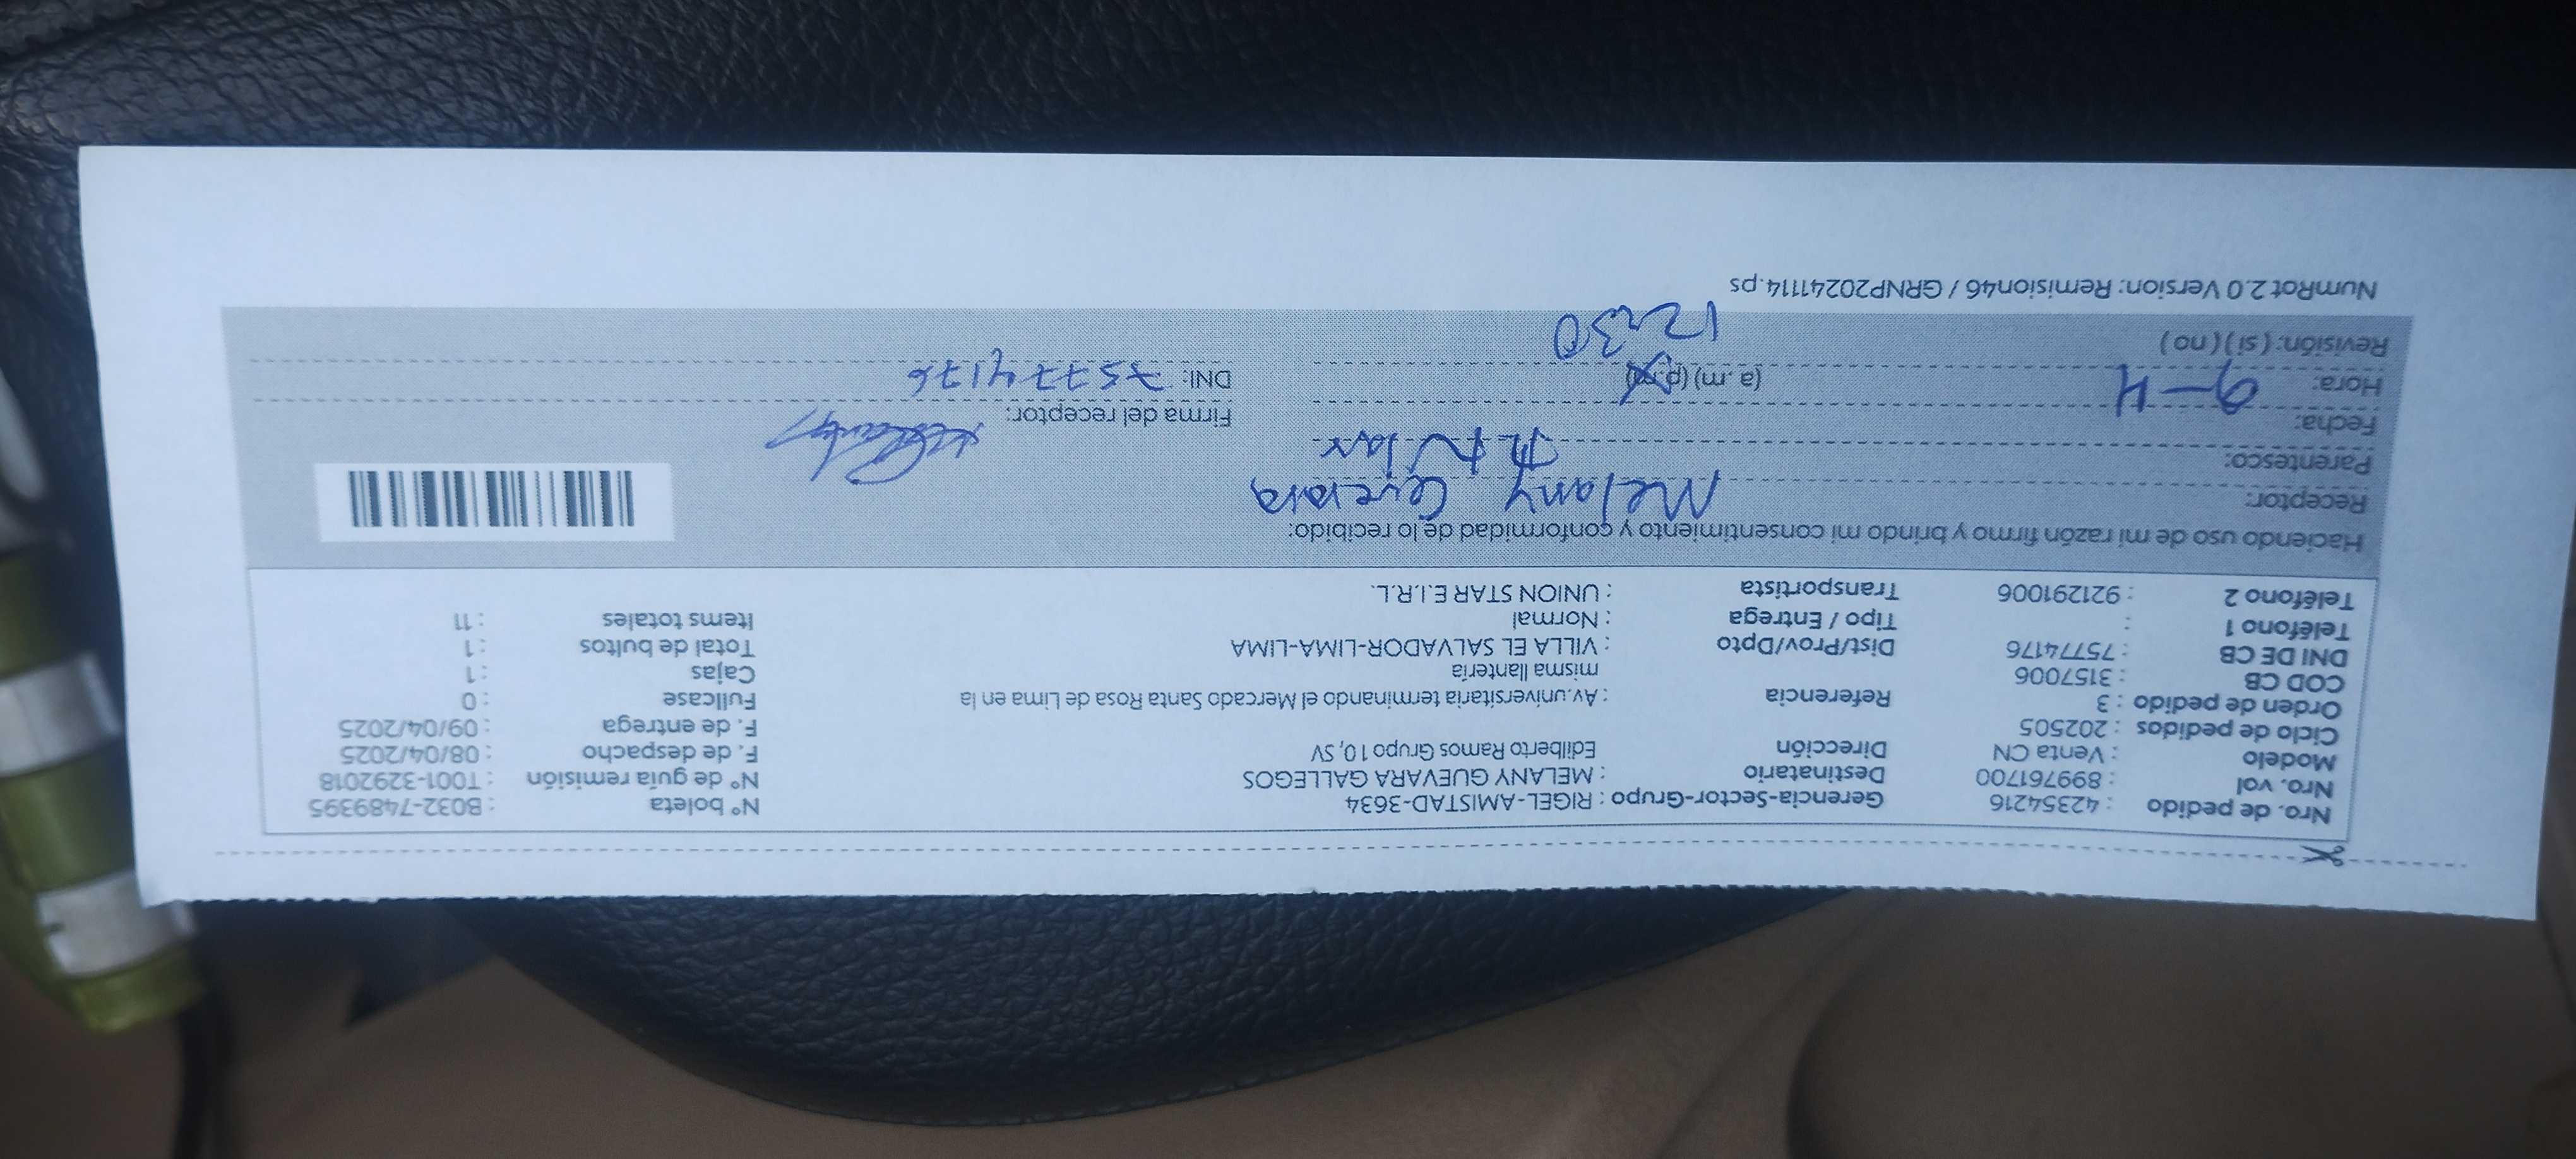 Nro. de pedido : 42354216 Gerencia-Sector-Grupo : RIGEL-AMISTAD-3634 N° boleta : B032-7489395
Nro. vol : 899761700 Destinatario : MELANY GUEVARA GALLEGOS N° de guía remisión : T001-3292018
Modelo : Venta CN Dirección Edilberto Ramos Grupo 10, SV F. de despacho : 08/04/2025
Ciclo de pedidos : 202505 F. de entrega : 09/04/2025
Orden de pedido : 3 Referencia : Av.universitaria terminando el Mercado Santa Rosa de Lima en la Fullcase : 0
COD CB : 3157006 misma llantería Cajas : 1
DNI DE CB : 75774176 Dist/Prov/Dpto : VILLA EL SALVADOR-LIMA-LIMA Total de bultos : 1
Teléfono 1 : Tipo / Entrega : Normal Items totales : 11
Teléfono 2 : 921291006 Transportista : UNION STAR E.I.R.L.
Haciendo uso de mi razón firmo y brindo mi consentimiento y conformidad de lo recibido:
Receptor: Melany Guevara
Parentesco: Titular
Fecha: 9-4 Firma del receptor:
Hora: (a.m) (p.m) 12:30 DNI: 75774176
Revisión: ( si ) ( no )
NumRot 2.0 Version: Remision46 / GRNP20241114.ps